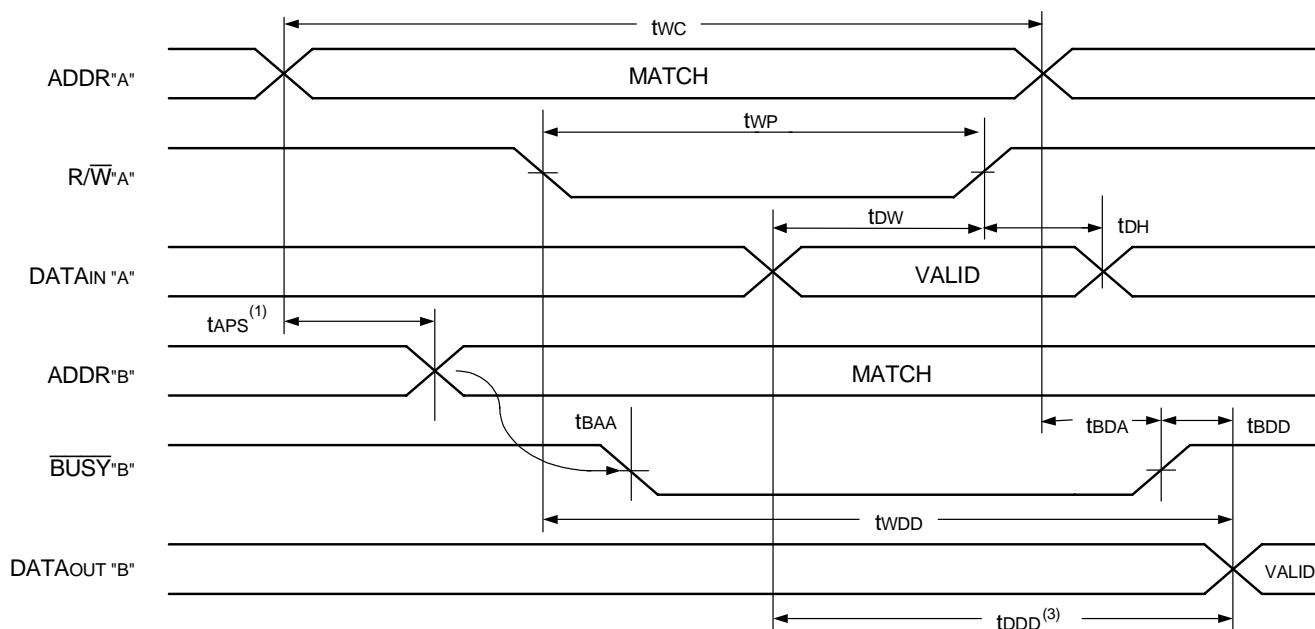 tWC
ADDR"A" MATCH
tWP
R/W̅"A"
tDW tDH
DATAIN "A" VALID
tAPS(1)
ADDR"B" MATCH
tBAA tBDA tBDD
B̅U̅S̅Y̅"B"
tWDD
DATAOUT "B" VALID
tDDD(3)